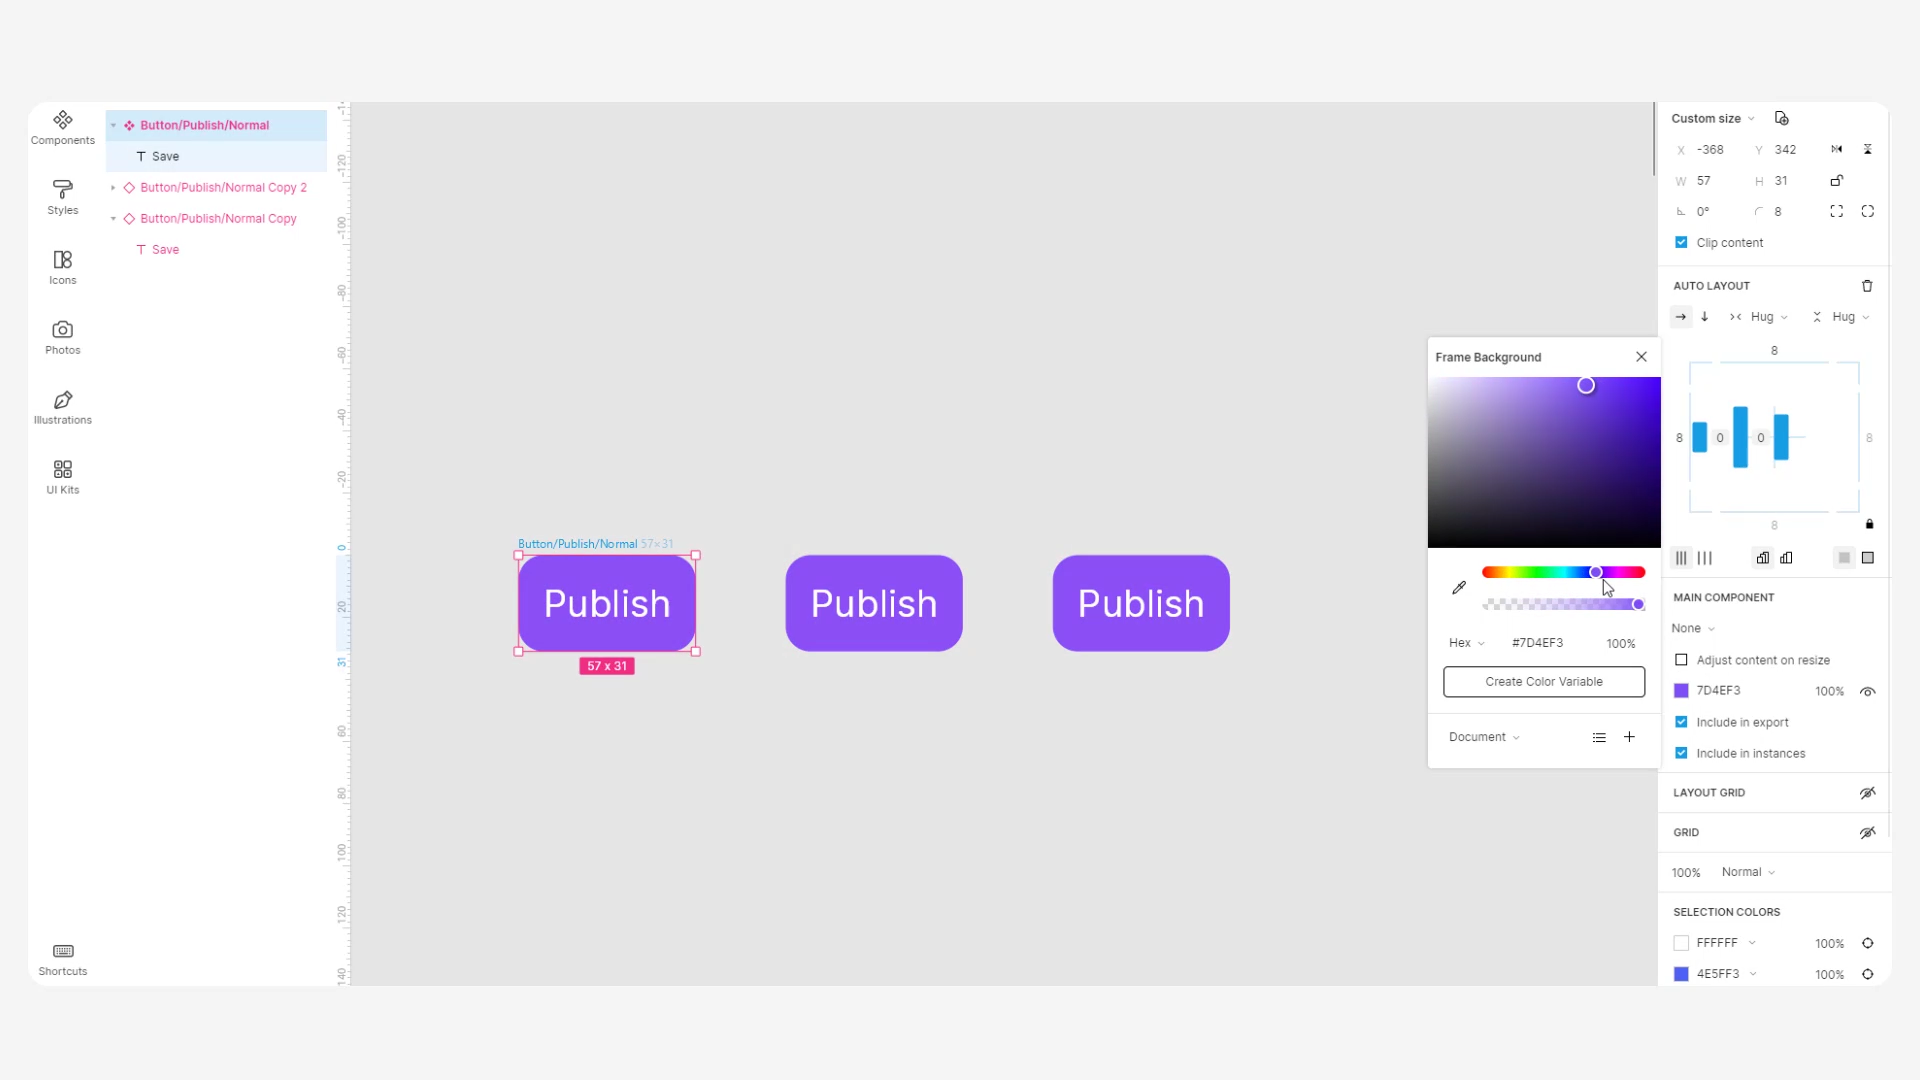 Components
Styles
Icons
Photos
Illustrations
UI Kits
Shortcuts
Button/Publish/Normal
Save
Button/Publish/Normal Copy 2
Button/Publish/Normal Copy
Save
-120
-100
-80
-60
-40
-20
0
20
31
60
80
100
120
140
Button/Publish/Normal 57×31
Publish
Publish
Publish
57 x 31
Frame Background
Hex #7D4EF3 100%
Create Color Variable
Document
Custom size
X -368 Y 342
W 57 H 31
0° 8
Clip content
AUTO LAYOUT
Hug Hug
8
8 0 0 8
8
MAIN COMPONENT
None
Adjust content on resize
7D4EF3 100%
Include in export
Include in instances
LAYOUT GRID
GRID
100% Normal
SELECTION COLORS
FFFFFF 100%
4E5FF3 100%